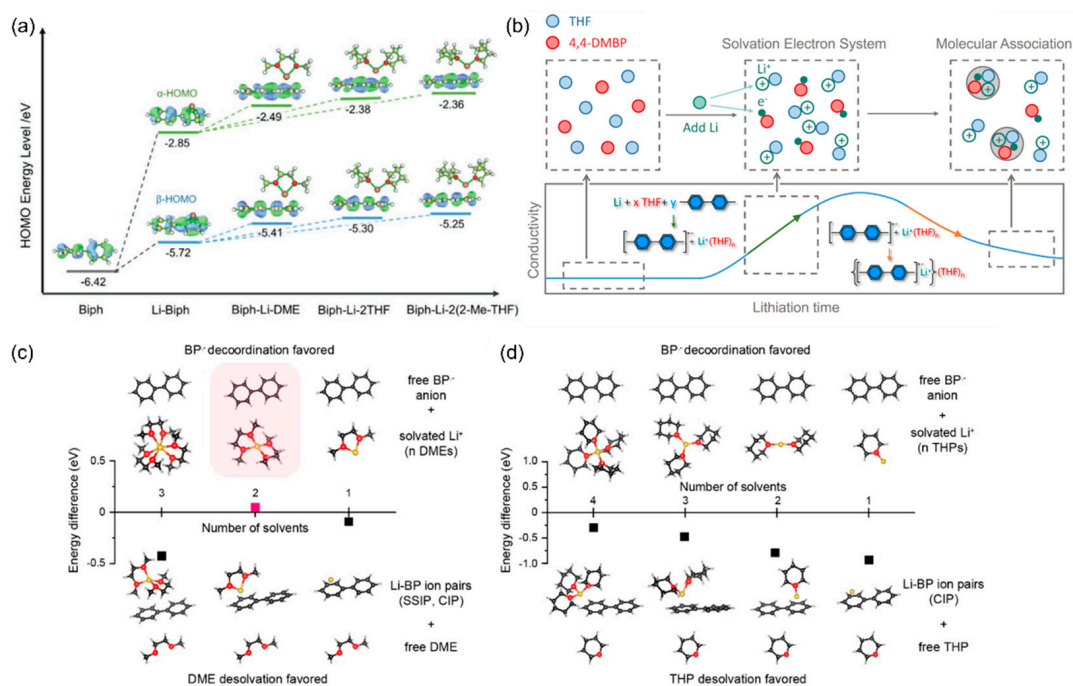 (a)
HOMO Energy Level /eV
α-HOMO
-2.85
-2.49
-2.38
-2.36
β-HOMO
-5.72
-5.41
-5.30
-5.25
-6.42
Biph
Li-Biph
Biph-Li-DME
Biph-Li-2THF
Biph-Li-2(2-Me-THF)
(b)
THF
4,4-DMBP
Solvation Electron System
Molecular Association
Li⁺
e⁻
Add Li
Conductivity
Li + x THF + y
+ Li⁺(THF)n
+ Li⁺(THF)n
Li⁺ (THF)n
Lithiation time
(c)
BP·⁻ decoordination favored
free BP·⁻
anion
+
solvated Li⁺
(n DMEs)
Energy difference (eV)
0.5
0
-0.5
3
2
1
Number of solvents
Li-BP ion pairs
(SSIP, CIP)
+
free DME
DME desolvation favored
(d)
BP·⁻ decoordination favored
free BP·⁻
anion
+
solvated Li⁺
(n THPs)
Energy difference (eV)
1.0
0.5
0
-0.5
-1.0
Number of solvents
4
3
2
1
Li-BP ion pairs
(CIP)
+
free THP
THP desolvation favored